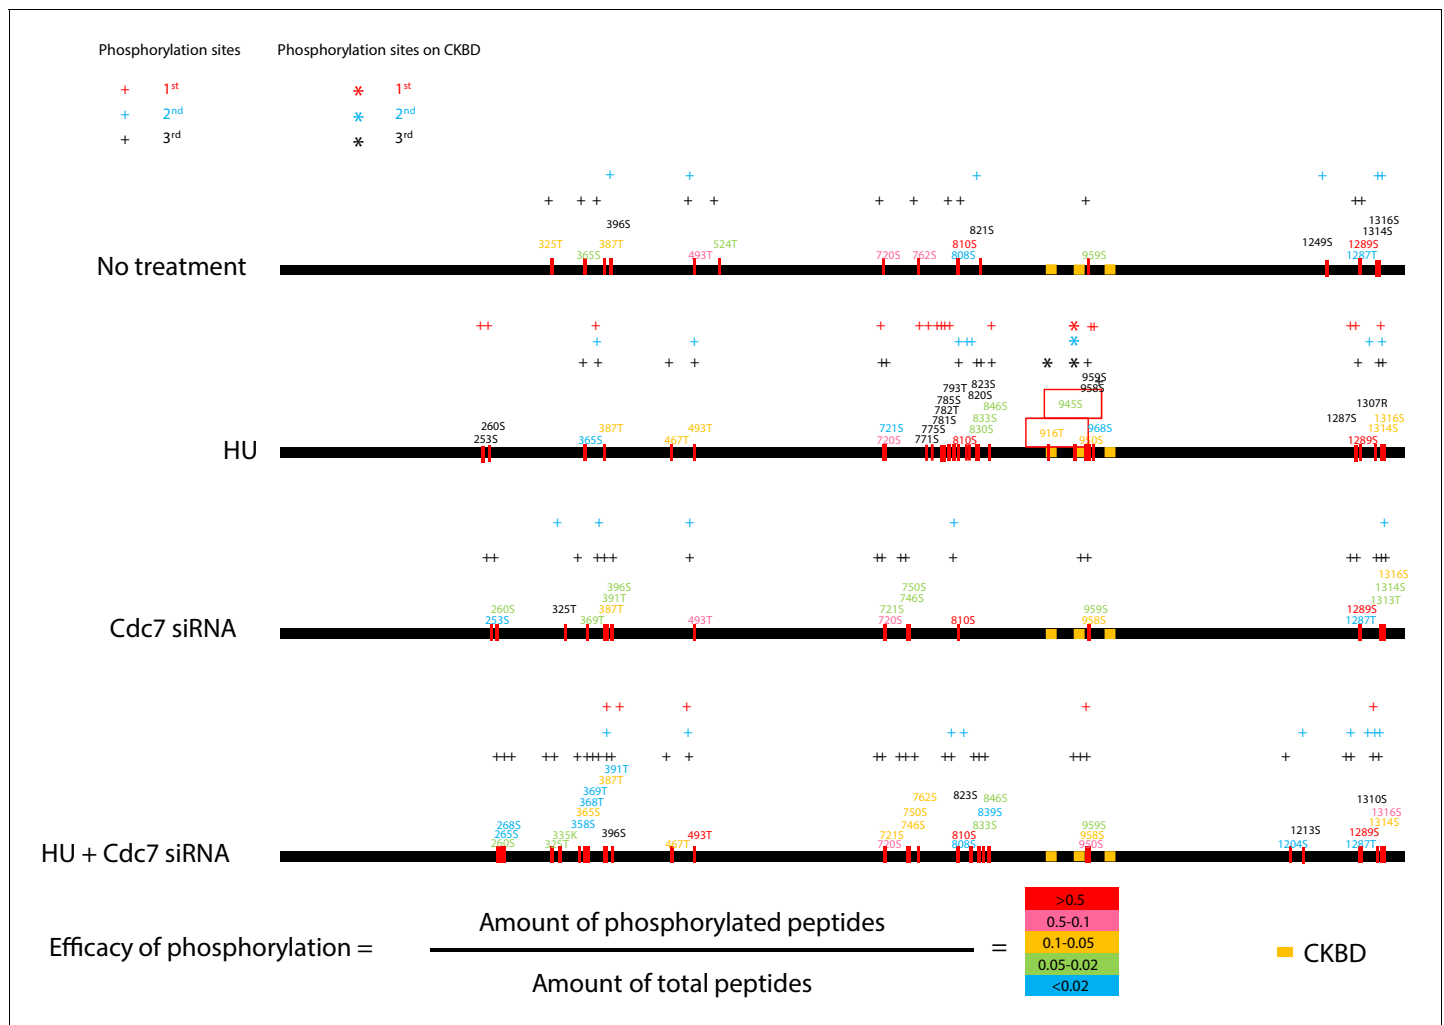 Phosphorylation sites Phosphorylation sites on CKBD
+ 1st * 1st
+ 2nd * 2nd
+ 3rd * 3rd
+ + + + ++
+ + + + + + + + + + ++
396S 821S 1316S
1314S
325T 387T 524T 810S 1249S 1289S
365S 493T 720S 762S 808S 959S 1287T
No treatment
++ + + +++++++ + * ++ ++ +
+ + +++ * + +
+ + + + ++ + ++ + * * + + ++
959S
793T 823S 958S
785S 820S
782T 846S 945S 1307R
781S 833S 1287S 1316S
260S 387T 493T 721S 775S 830S 916T 968S 1314S
253S 365S 467T 720S 771S 810S 950S 1289S
HU
+ + + + +
++ + +++ + ++ ++ + ++ ++ +++
1316S
396S 750S 1314S
391T 746S 1313T
260S 325T 387T 721S 959S 1289S
253S 369T 493T 720S 810S 958S 1287T
Cdc7 siRNA
++ + + +
+ + + + + + +++
+++ ++ ++++++ + + ++ +++ + +++ +++ + ++ ++
391T
387T
369T 762S 823S 846S 1310S
368T
365S 750S 839S 1316S
268S 358S 746S 833S 1314S
265S 335K 396S 493T 721S 810S 959S 958S 1213S 1289S
260S 325T 467T 720S 808S 950S 1204S 1287T
HU + Cdc7 siRNA
Efficacy of phosphorylation = Amount of phosphorylated peptides
Amount of total peptides =
>0.5
0.5-0.1
0.1-0.05
0.05-0.02
<0.02
CKBD